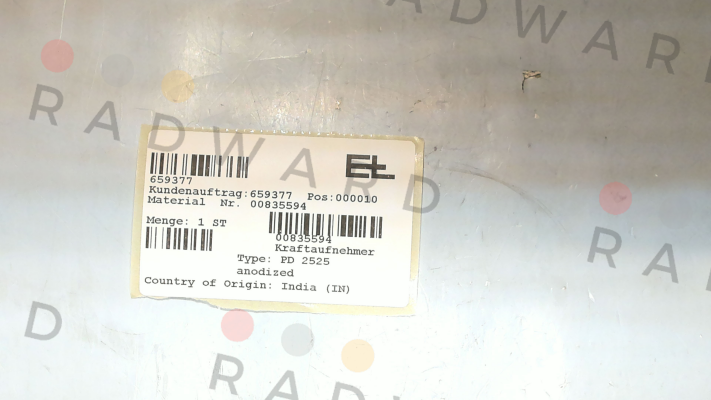 RADWARD
RADWARD
E+L
659377
Kundenauftrag:659377 Pos:000010
Material Nr. 00835594
Menge: 1 ST
00835594
Kraftaufnehmer
Type: PD 2525
anodized
Country of Origin: India (IN)
RADWARD
D
RADWARD